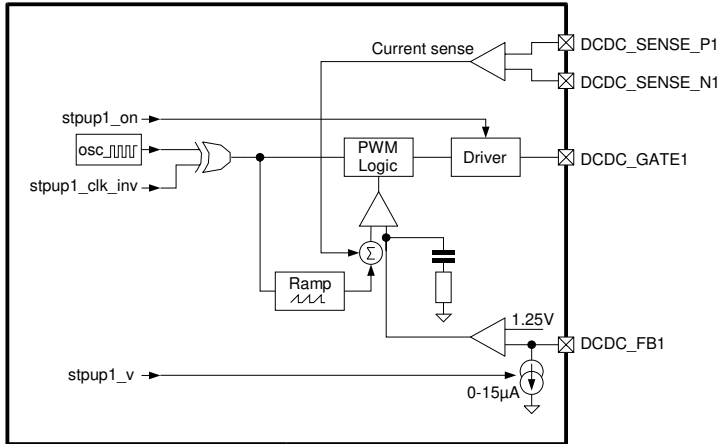 DCDC_SENSE_P1
Current sense
DCDC_SENSE_N1
stpup1_on
osc
PWM
Logic
Driver
DCDC_GATE1
stpup1_clk_inv
Σ
Ramp
1.25V
DCDC_FB1
stpup1_v
0-15µA